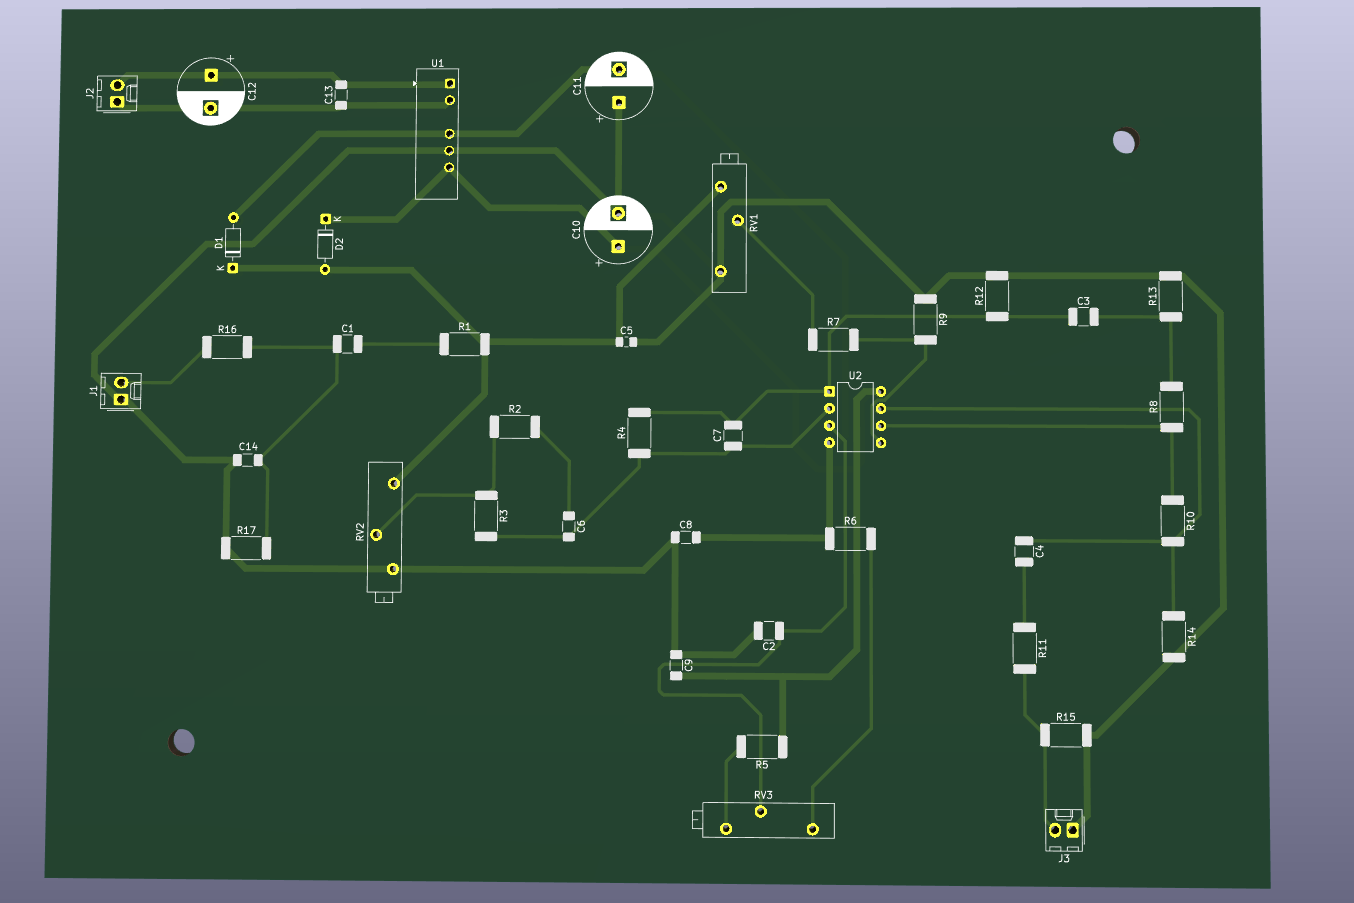 U1
J2
C12
C13
C11
+
+
K
D1
D2
K
C10
+
RV1
R12
C3
R13
R9
R16
C1
R1
C5
R7
J1
U2
R2
R4
C7
R8
C14
RV2
R3
C6
C8
R6
R10
R17
C4
C2
C9
R11
R14
R15
R5
RV3
J3